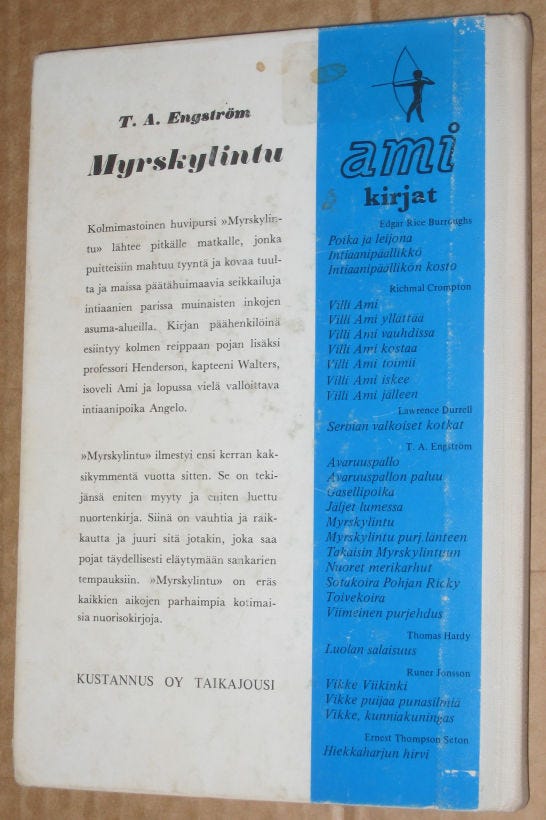 T. A. Engström
Myrskylintu
Kolmimastoinen huvipursi »Myrskylin-
tu» lähtee pitkälle matkalle, jonka
puitteisiin mahtuu tyyntä ja kovaa tuul-
ta ja maissa päätähuimaavia seikkailuja
intiaanien parissa muinaisten inkojen
asuma-alueilla. Kirjan päähenkilöinä
esiintyy kolmen reippaan pojan lisäksi
professori Henderson, kapteeni Walters,
isoveli Ami ja lopussa vielä valloittava
intiaanipoika Angelo.
»Myrskylintu» ilmestyi ensi kerran kak-
sikymmentä vuotta sitten. Se on teki-
jänsä eniten myyty ja eniten luettu
nuortenkirja. Siinä on vauhtia ja raik-
kautta ja juuri sitä jotakin, joka saa
pojat täydellisesti eläytymään sankarien
tempauksiin. »Myrskylintu» on eräs
kaikkien aikojen parhaimpia kotimai-
sia nuorisokirjoja.
KUSTANNUS OY TAIKAJOUSI
ami
kirjat
Edgar Rice Burroughs
Poika ja leijona
Intiaanipäällikkö
Intiaanipäällikön kosto
Richmal Crompton
Villi Ami
Villi Ami yllättää
Villi Ami vauhdissa
Villi Ami kostaa
Villi Ami toimii
Villi Ami iskee
Villi Ami jälleen
Lawrence Durrell
Serbian valkoiset kotkat
T. A. Engström
Avaruuspallo
Avaruuspallon paluu
Gasellipoika
Jäljet lumessa
Myrskylintu
Myrskylintu purj. länteen
Takaisin Myrskylintuun
Nuoret merikarhut
Sotakoira Pohjan Ricky
Toivekoira
Viimeinen purjehdus
Thomas Hardy
Luolan salaisuus
Runer Jonsson
Vikke Viikinki
Vikke puijaa punasilmiä
Vikke, kunniakuningas
Ernest Thompson Seton
Hiekkaharjun hirvi